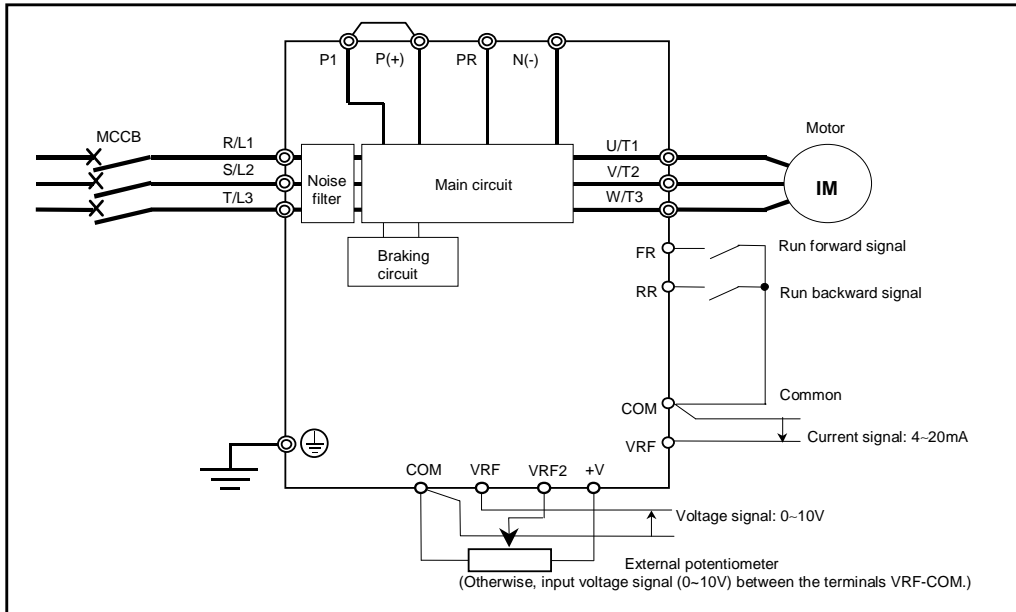 P1 P(+) PR N(-)
MCCB
R/L1
S/L2
T/L3
Noise
filter
Main circuit
Braking
circuit
U/T1
V/T2
W/T3
Motor
IM
FR
Run forward signal
RR
Run backward signal
COM
Common
VRF
Current signal: 4~20mA
COM VRF VRF2 +V
Voltage signal: 0~10V
External potentiometer
(Otherwise, input voltage signal (0~10V) between the terminals VRF-COM.)